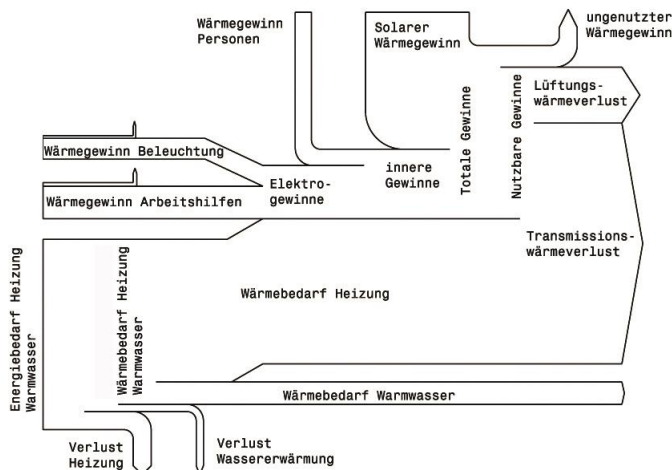 Wärmegewinn
Personen
Solarer
Wärmegewinn
ungenutzter
Wärmegewinn
Lüftungs-
wärmeverlust
Totale Gewinne
Nutzbare Gewinne
Wärmegewinn Beleuchtung
innere
Gewinne
Elektro-
gewinne
Wärmegewinn Arbeitshilfen
Transmissions-
wärmeverlust
Energiebedarf Heizung
Warmwasser
Wärmebedarf Heizung
Warmwasser
Wärmebedarf Heizung
Wärmebedarf Warmwasser
Verlust
Heizung
Verlust
Wassererwärmung